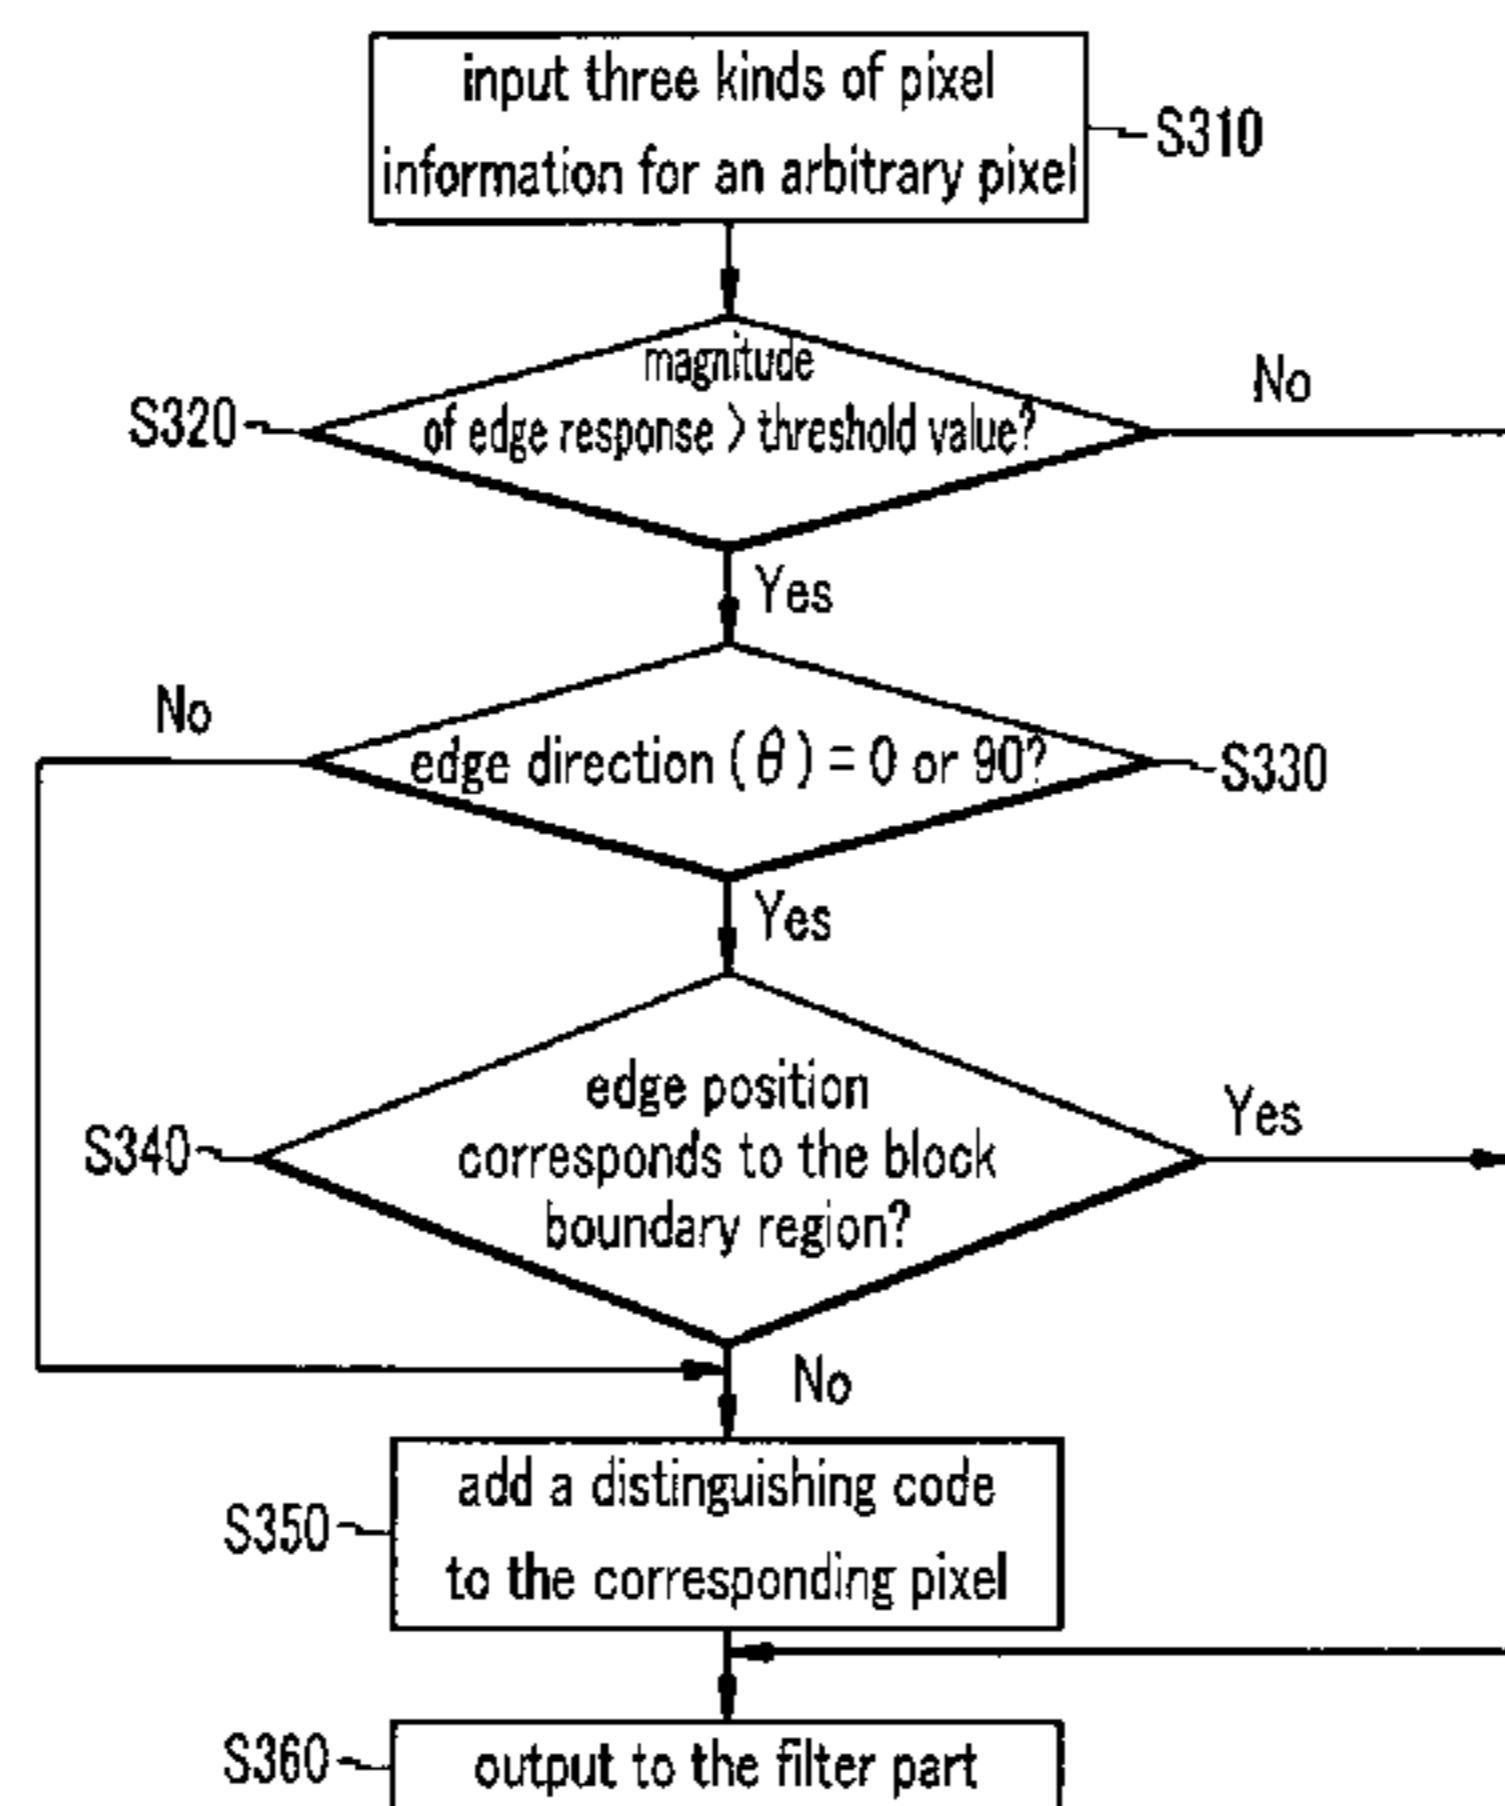 input three kinds of pixel
information for an arbitrary pixel
S310
magnitude
of edge response > threshold value?
S320
No
Yes
No
edge direction (θ) = 0 or 90?
S330
Yes
edge position
corresponds to the block
boundary region?
S340
Yes
No
add a distinguishing code
to the corresponding pixel
S350
S360
output to the filter part